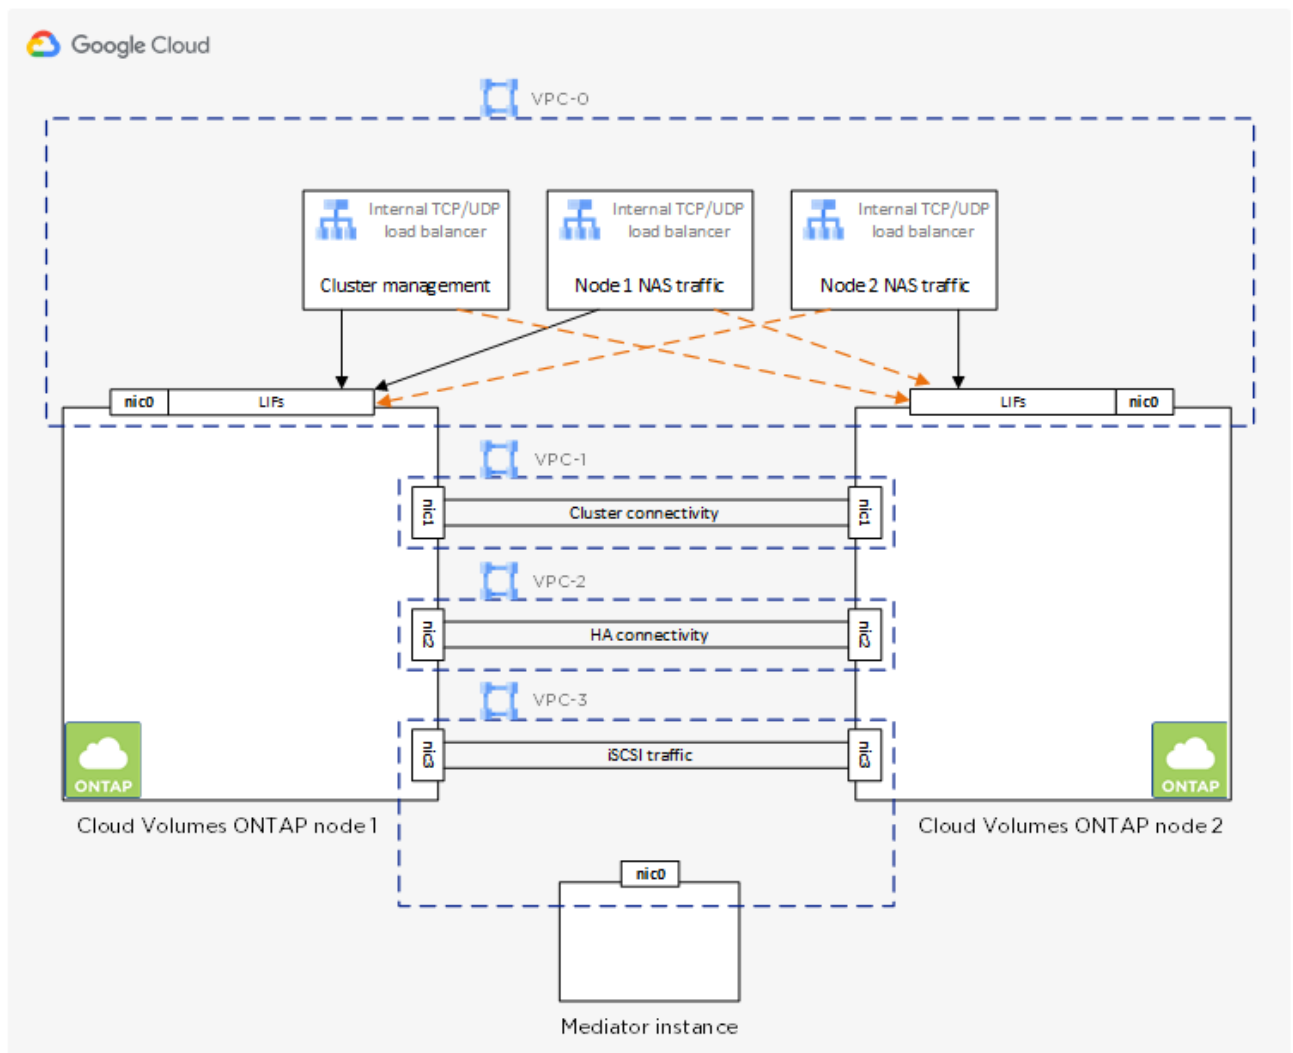 Google Cloud
VPC-0
Internal TCP/UDP
load balancer
Cluster management
Internal TCP/UDP
load balancer
Node 1 NAS traffic
Internal TCP/UDP
load balancer
Node 2 NAS traffic
nic0
LIFs
LIFs
nic0
VPC-1
nic1
Cluster connectivity
nic1
VPC-2
nic2
HA connectivity
nic2
VPC-3
nic3
iSCSI traffic
nic3
ONTAP
ONTAP
Cloud Volumes ONTAP node 1
Cloud Volumes ONTAP node 2
nic0
Mediator instance